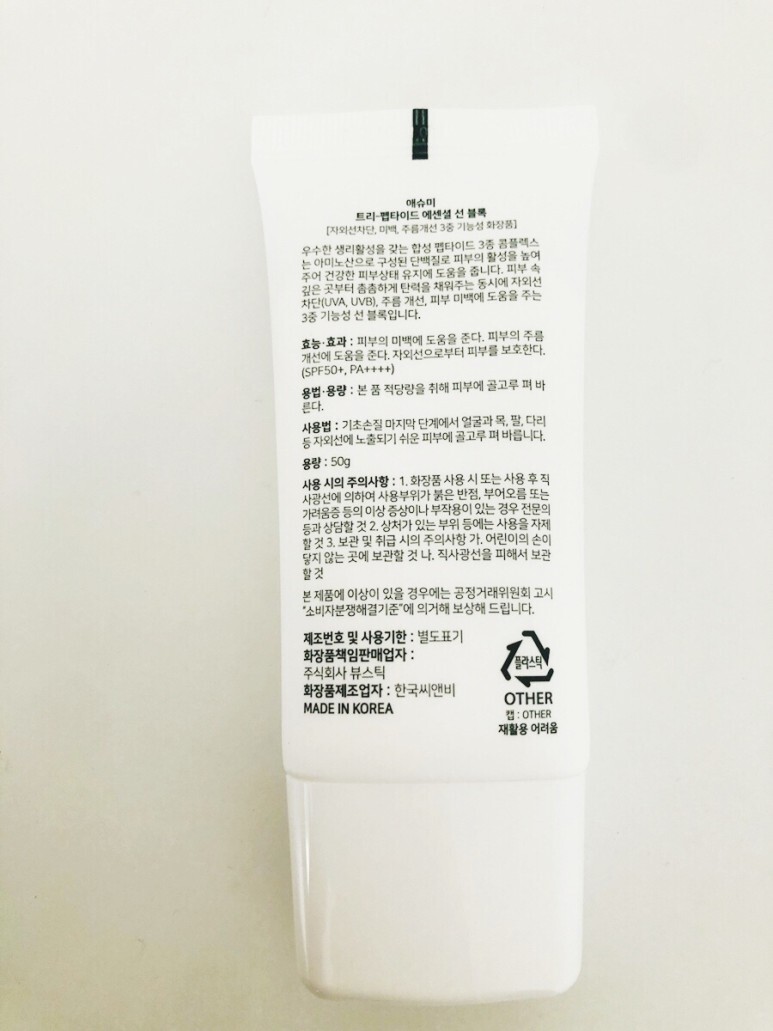 애슈미
트리-펩타이드 에센셜 선 블록
[자외선차단, 미백, 주름개선 3중 기능성 화장품]
우수한 생리활성을 갖는 합성 펩타이드 3종 콤플렉스
는 아미노산으로 구성된 단백질로 피부의 활성을 높여
주어 건강한 피부상태 유지에 도움을 줍니다. 피부 속
깊은 곳부터 촘촘하게 탄력을 채워주는 동시에 자외선
차단(UVA, UVB), 주름 개선, 피부 미백에 도움을 주는
3중 기능성 선 블록입니다.
효능·효과 : 피부의 미백에 도움을 준다. 피부의 주름
개선에 도움을 준다. 자외선으로부터 피부를 보호한다.
(SPF50+, PA++++)
용법·용량 : 본 품 적당량을 취해 피부에 골고루 펴 바
른다.
사용법 : 기초손질 마지막 단계에서 얼굴과 목, 팔, 다리
등 자외선에 노출되기 쉬운 피부에 골고루 펴 바릅니다.
용량 : 50g
사용 시의 주의사항 : 1. 화장품 사용 시 또는 사용 후 직
사광선에 의하여 사용부위가 붉은 반점, 부어오름 또는
가려움증 등의 이상 증상이나 부작용이 있는 경우 전문의
등과 상담할 것 2. 상처가 있는 부위 등에는 사용을 자제
할 것 3. 보관 및 취급 시의 주의사항 가. 어린이의 손이
닿지 않는 곳에 보관할 것 나. 직사광선을 피해서 보관
할 것
본 제품에 이상이 있을 경우에는 공정거래위원회 고시
"소비자분쟁해결기준"에 의거해 보상해 드립니다.
제조번호 및 사용기한 : 별도표기
화장품책임판매업자 :
주식회사 뷰스틱
화장품제조업자 : 한국씨앤비
MADE IN KOREA
플라스틱
OTHER
캡 : OTHER
재활용 어려움